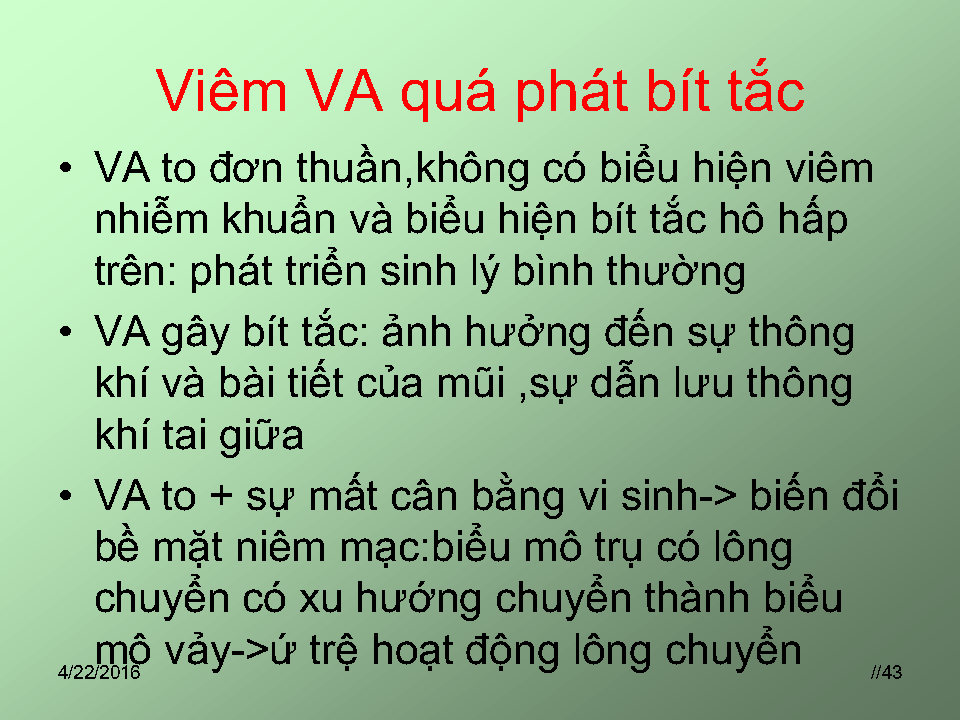 Viêm VA quá phát bít tắc
• VA to đơn thuần,không có biểu hiện viêm
nhiễm khuẩn và biểu hiện bít tắc hô hấp
trên: phát triển sinh lý bình thường
• VA gây bít tắc: ảnh hưởng đến sự thông
khí và bài tiết của mũi ,sự dẫn lưu thông
khí tai giữa
• VA to + sự mất cân bằng vi sinh-> biến đổi
bề mặt niêm mạc:biểu mô trụ có lông
chuyển có xu hướng chuyển thành biểu
mô vảy->ứ trệ hoạt động lông chuyển
4/22/2016 //43